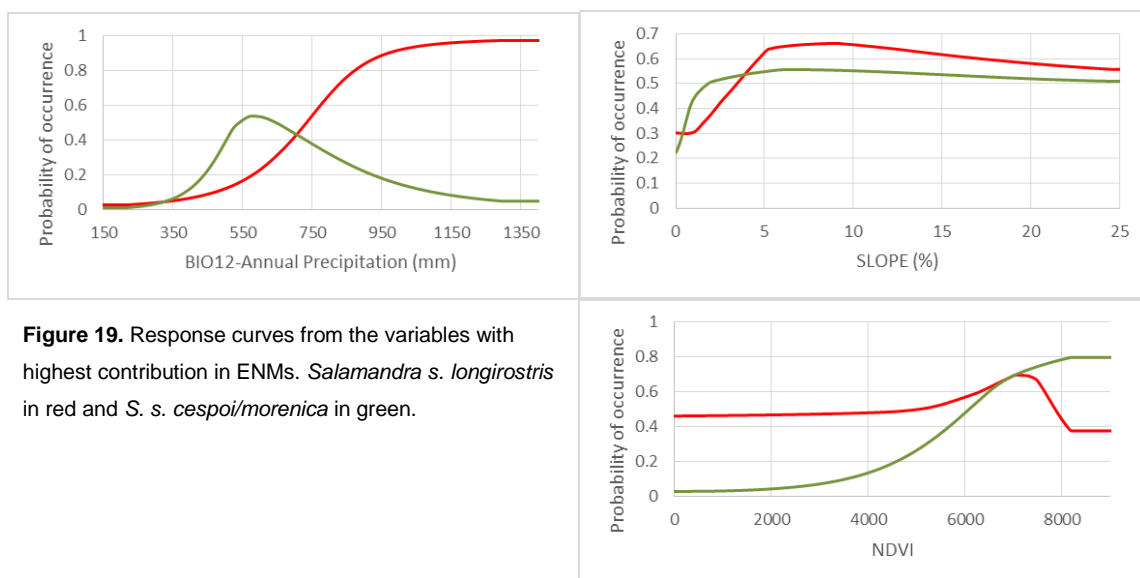 1
0.8
0.6
0.4
0.2
0
Probability of occurrence
150 350 550 750 950 1150 1350
BIO12-Annual Precipitation (mm)
0.7
0.6
0.5
0.4
0.3
0.2
0.1
0
Probability of occurrence
0 5 10 15 20 25
SLOPE (%)
Figure 19. Response curves from the variables with
highest contribution in ENMs. Salamandra s. longirostris
in red and S. s. cespoi/morenica in green.
1
0.8
0.6
0.4
0.2
0
Probability of occurrence
0 2000 4000 6000 8000
NDVI